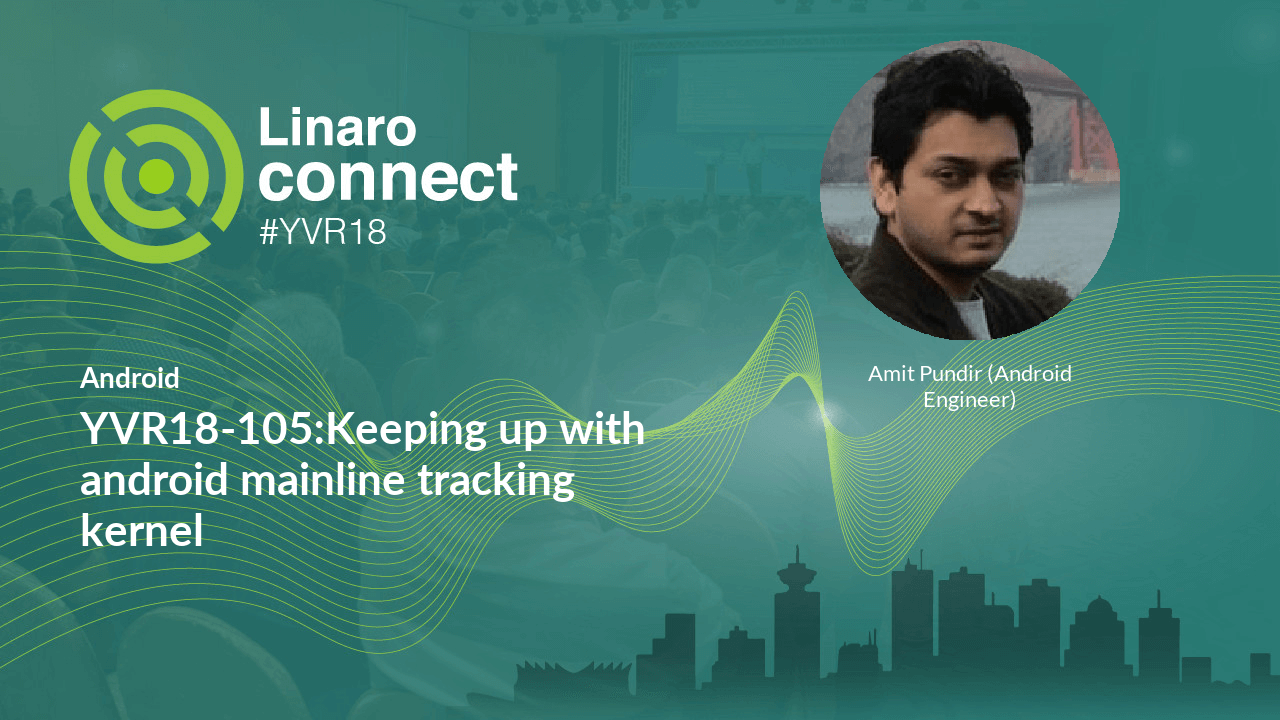 Linaro
connect
#YVR18
Amit Pundir (Android
Engineer)
Android
YVR18-105:Keeping up with
android mainline tracking
kernel